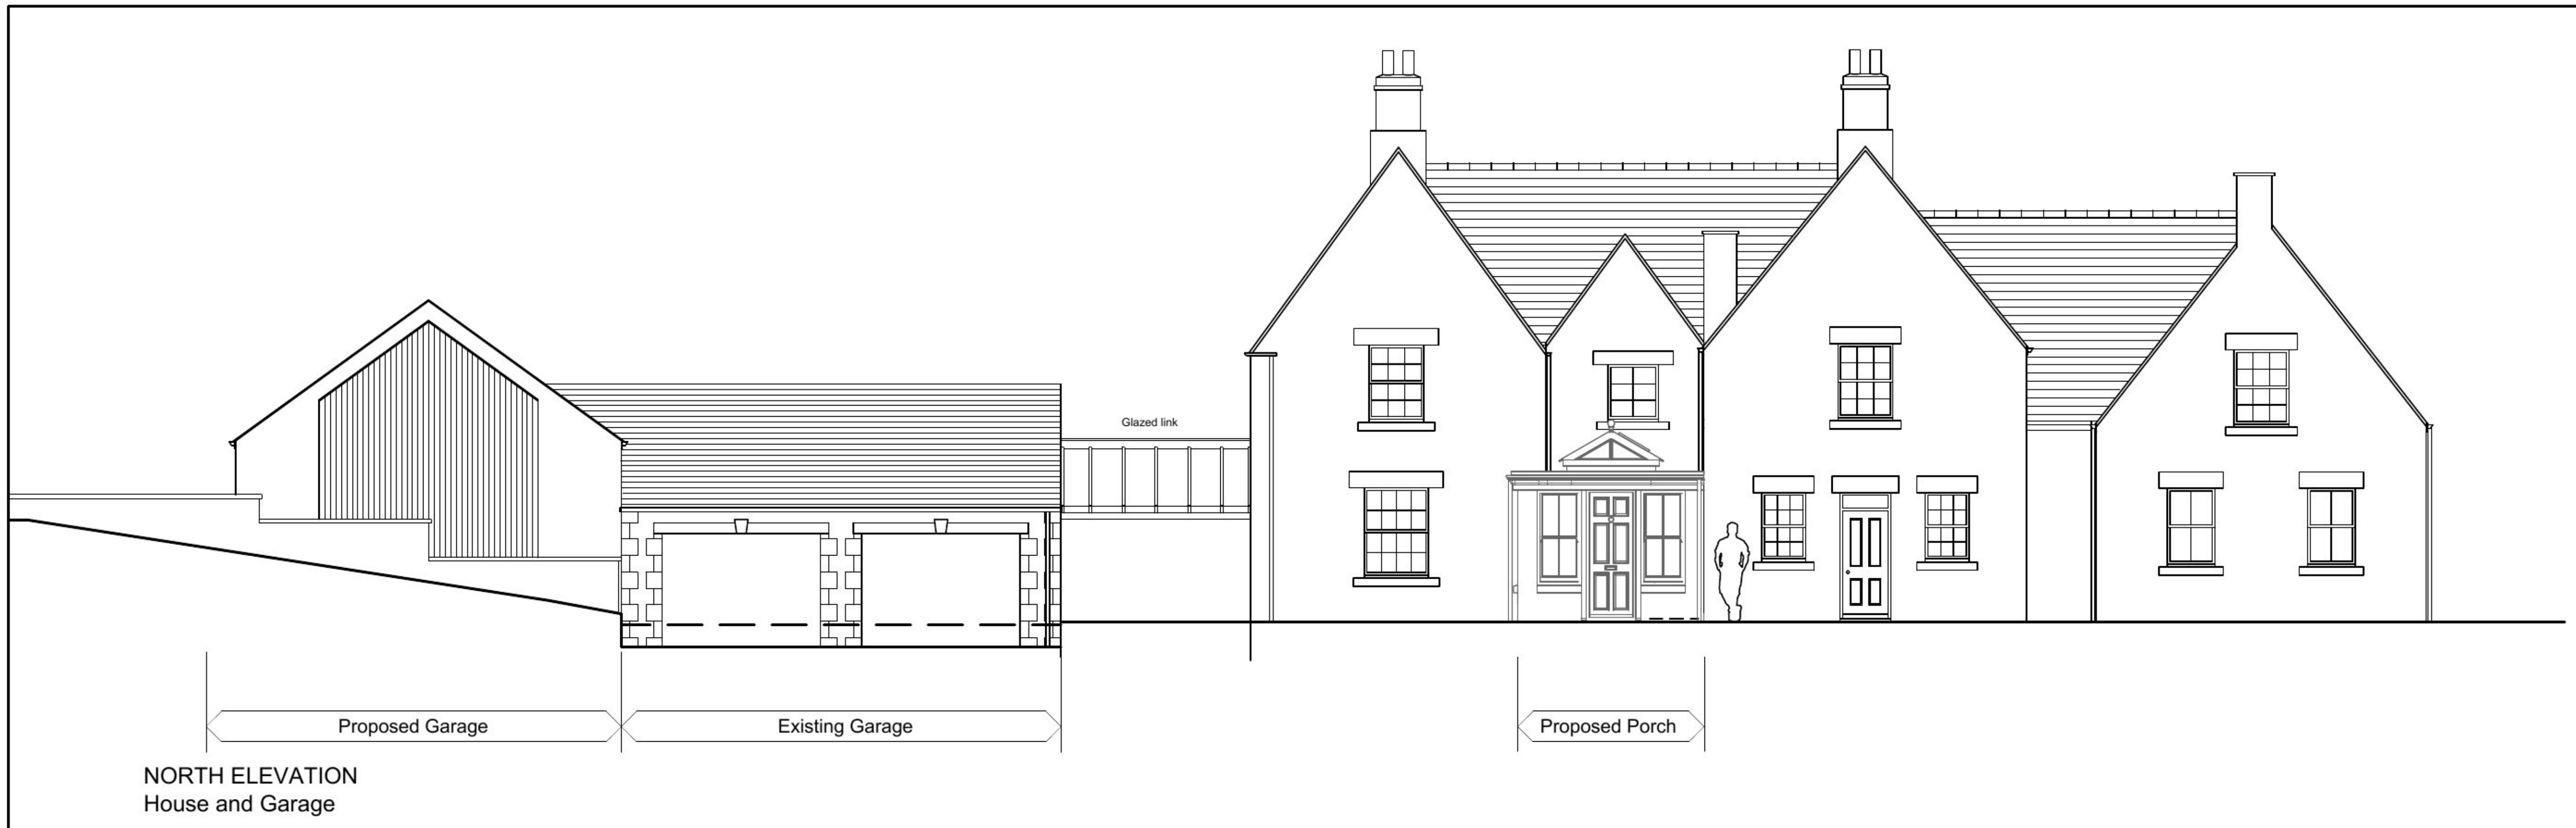 Glazed link
Proposed Garage
Existing Garage
Proposed Porch
NORTH ELEVATION
House and Garage